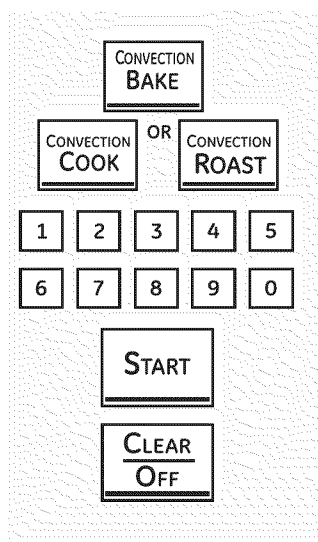 CONVECTION
BAKE
CONVECTION
COOK
OR
CONVECTION
ROAST
1 2 3 4 5
6 7 8 9 0
START
CLEAR
OFF